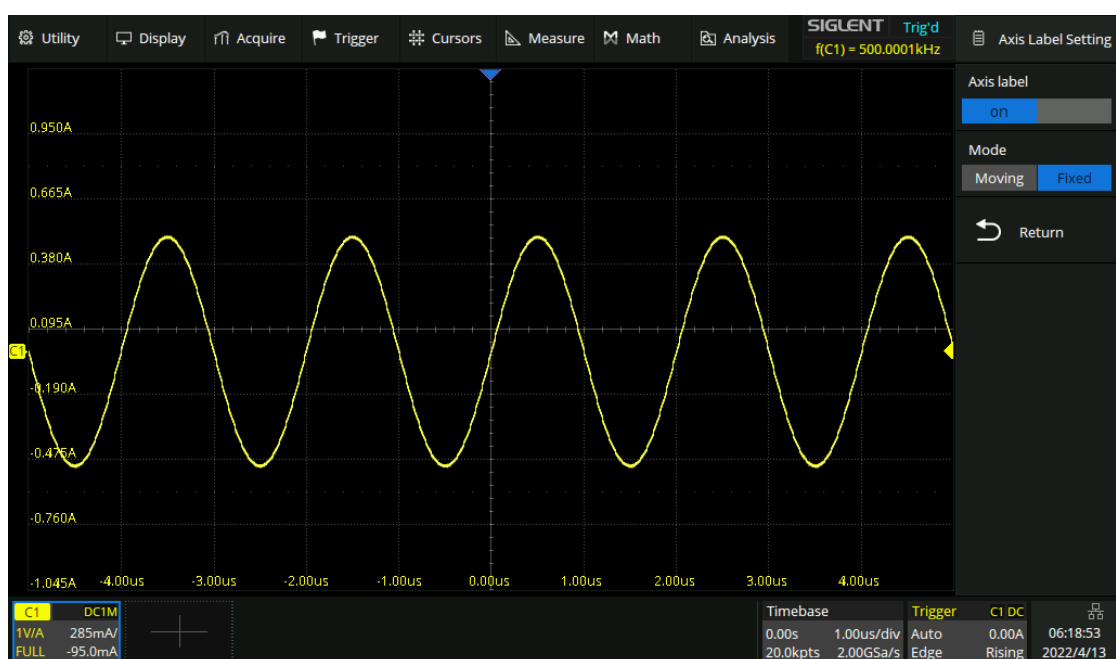 Utility Display Acquire Trigger Cursors Measure Math Analysis SIGLENT Trig'd
f(C1) = 500.0001kHz
Axis Label Setting
Axis label
on
Mode
Moving Fixed
Return
0.950A
0.665A
0.380A
0.095A
C1
-0.190A
-0.475A
-0.760A
-1.045A -4.00us -3.00us -2.00us -1.00us 0.00us 1.00us 2.00us 3.00us 4.00us
C1 DC1M
1V/A 285mA/
FULL -95.0mA
Timebase
0.00s 1.00us/div
20.0kpts 2.00GSa/s
Trigger C1 DC
Auto 0.00A
Edge Rising
06:18:53
2022/4/13